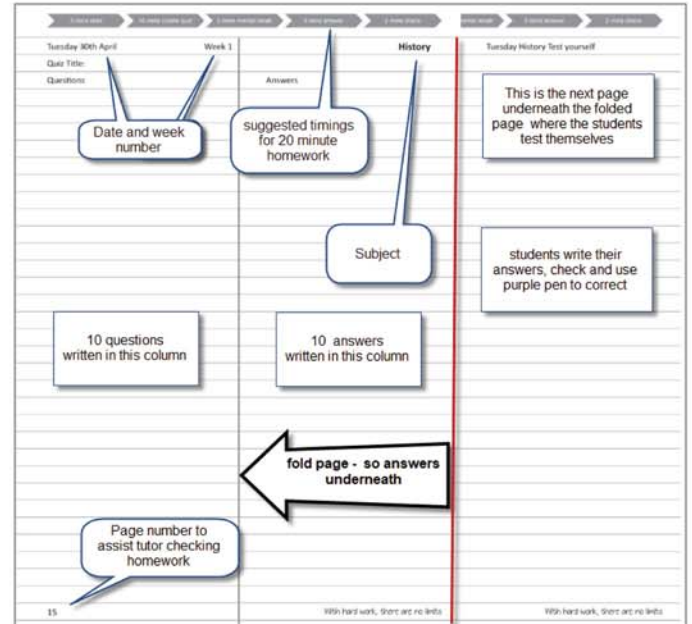 Tuesday 30th April
Week 1
History
Tuesday History Test yourself
Quiz Title:
Questions
Answers
Date and week
number
suggested timings
for 20 minute
homework
This is the next page
underneath the folded
page where the students
test themselves
Subject
students write their
answers, check and use
purple pen to correct
10 questions
written in this column
10 answers
written in this column
fold page - so answers
underneath
Page number to
assist tutor checking
homework
15
With hard work, there are no limits
With hard work, there are no limits